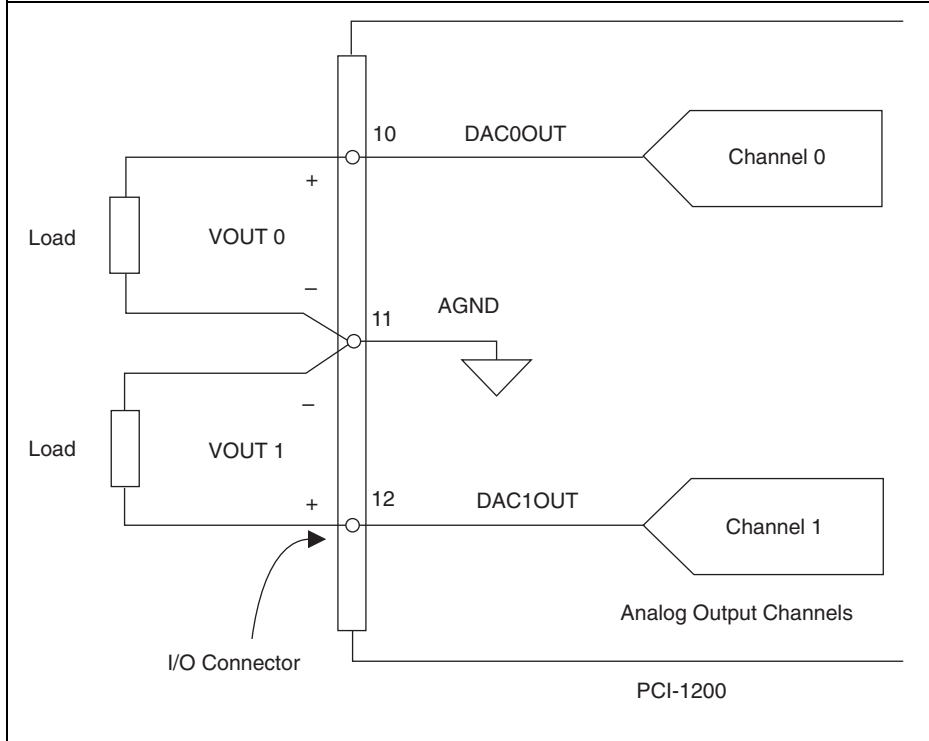 10
DAC0OUT
Channel 0
+
Load
VOUT 0
–
11
AGND
–
Load
VOUT 1
+
12
DAC1OUT
Channel 1
Analog Output Channels
I/O Connector
PCI-1200